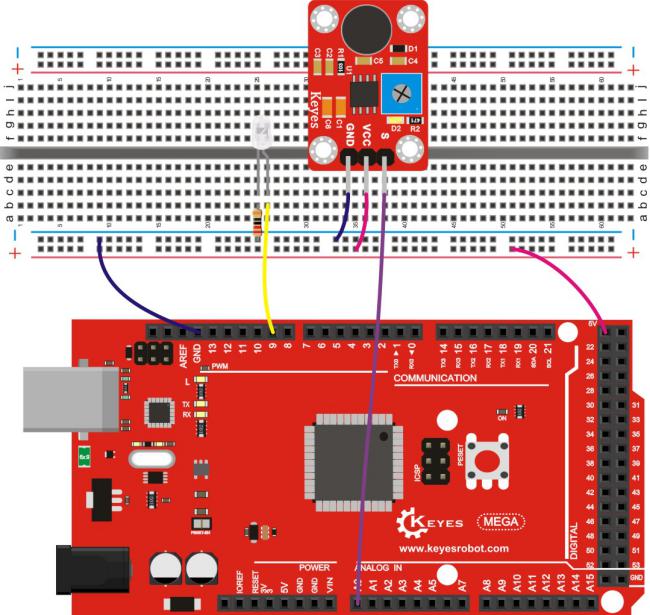 C3 C2 R1 D1
U1 C5 C4
Keyes
C6 C1 D2 R2
471
GND VCC S
j
i
h
g
f
e
d
c
b
a
1 5 10 15 20 25 30 35 40 45 50 55 60
AREF GND 13 12 11 10 9 8 7 6 5 4 3 2 1 0 14 15 16 17 18 19 20 21
TX0 RX0 TX3 RX3 TX2 RX2 TX1 RX1 SDA SCL
PWM
COMMUNICATION
L
TX
RX
ON
ICSP
PESET
5V
22
24
26
28
30 31
32 33
34 35
36 37
38 39
40 41
42 43
44 45
46 47
48 49
50 51
52 53
GND
DIGITAL
KEYES MEGA
www.keyesrobot.com
POWER
ANALOG IN
IOREF RESET 3V3 5V GND GND VIN
A1 A2 A3 A4 A5 A7 A8 A9 A10 A11 A12 A13 A14 A15